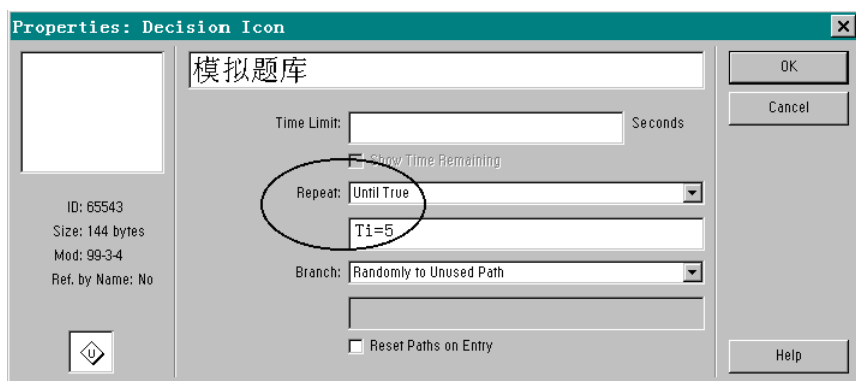 Properties: Decision Icon
模拟题库
OK
Time Limit: Seconds
Cancel
Show Time Remaining
Repeat: Until True
ID: 65543
Size: 144 bytes
Ti=5
Mod: 99-3-4
Branch: Randomly to Unused Path
Ref. by Name: No
Reset Paths on Entry
U
Help